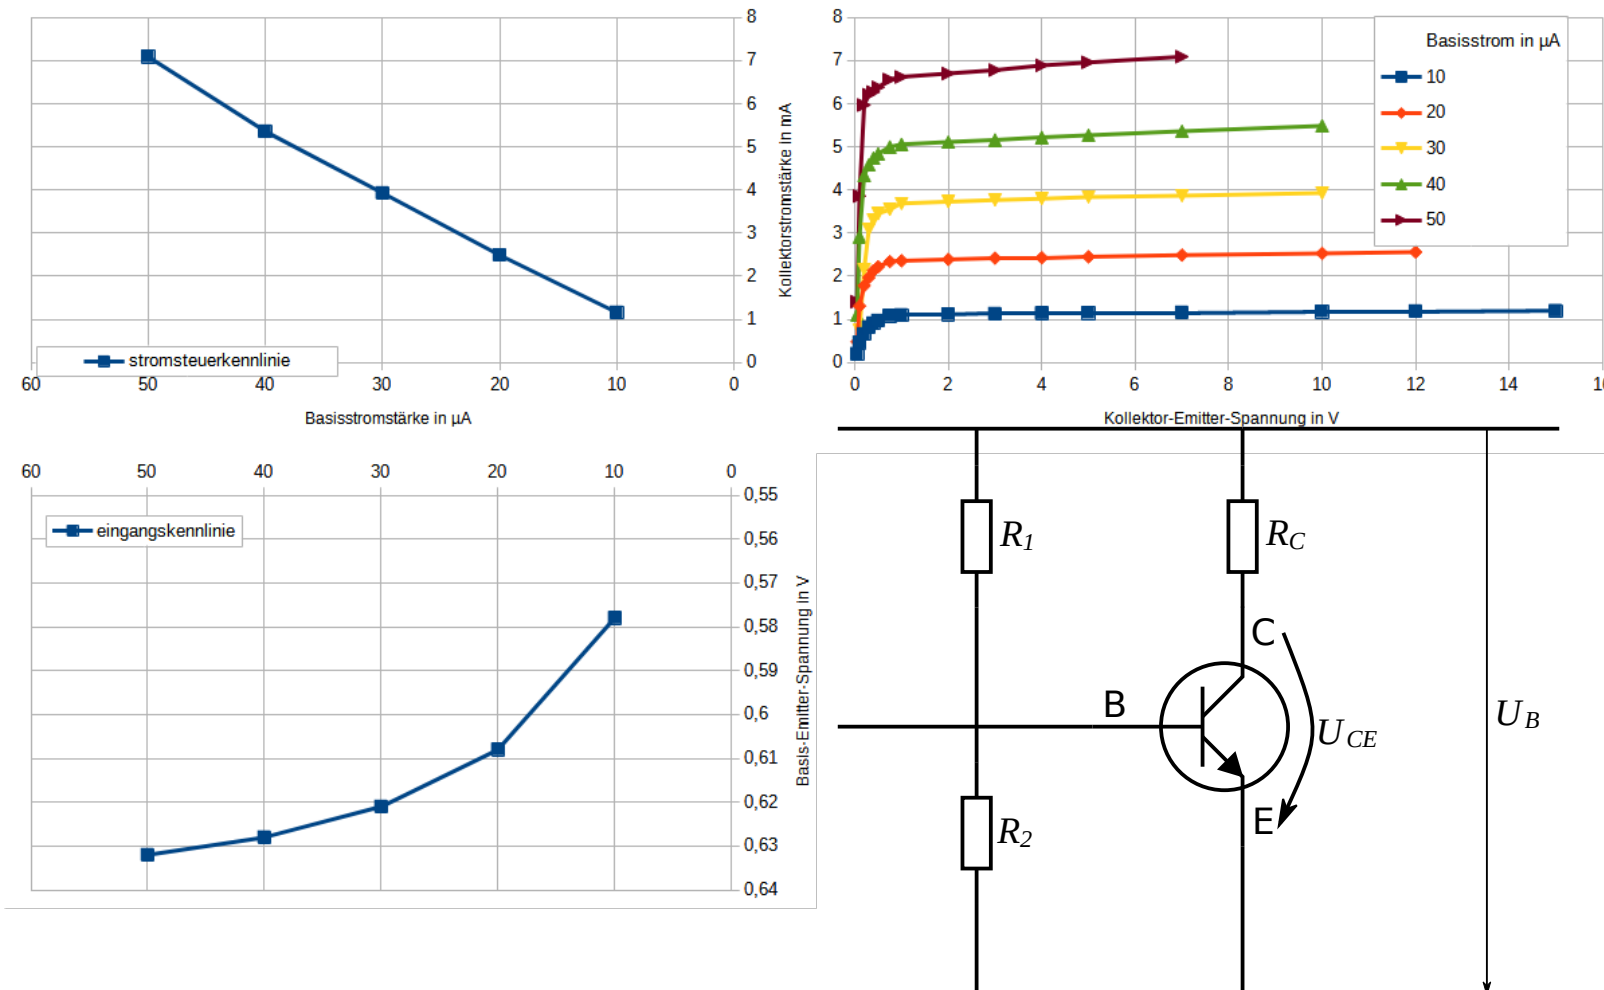 8
7
6
5
4
3
2
1
0
Kollektorstromstärke in mA
stromsteuerkennlinie
60 50 40 30 20 10 0
Basisstromstärke in µA
8
7
6
5
4
3
2
1
0
Basisstrom in µA
10
20
30
40
50
0 2 4 6 8 10 12 14
Kollektor-Emitter-Spannung in V
60 50 40 30 20 10 0
eingangskennlinie
0,55
0,56
0,57
0,58
0,59
0,6
0,61
0,62
0,63
0,64
Basis-Emitter-Spannung in V
R1
RC
C
B
UCE
UB
E
R2